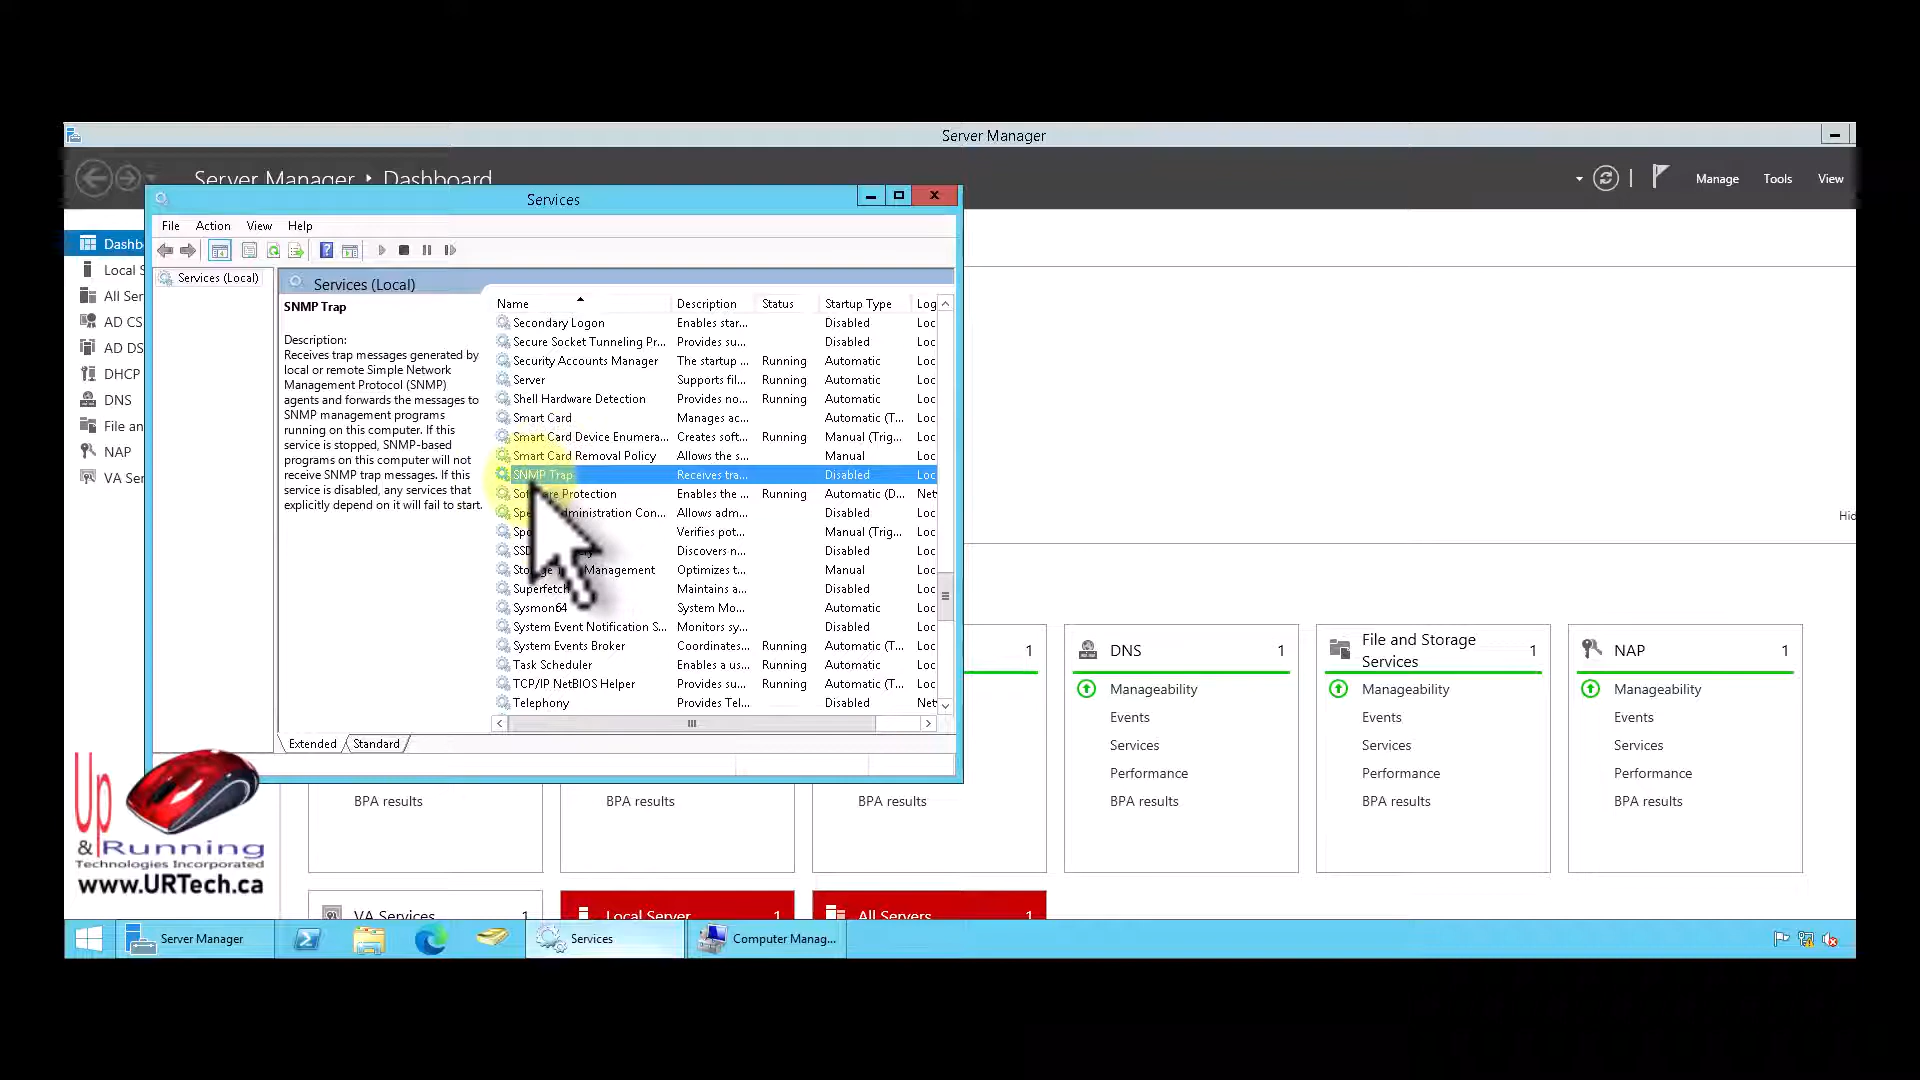 Server Manager
Server Manager ‣ Dashboard
Manage Tools View
Services
File Action View Help
Dashb
Local S
All Ser
AD CS
AD DS
DHCP
DNS
File an
NAP
VA Ser
Services (Local)
Services (Local)
SNMP Trap
Description:
Receives trap messages generated by
local or remote Simple Network
Management Protocol (SNMP)
agents and forwards the messages to
SNMP management programs
running on this computer. If this
service is stopped, SNMP-based
programs on this computer will not
receive SNMP trap messages. If this
service is disabled, any services that
explicitly depend on it will fail to start.
Name Description Status Startup Type Log
Secondary Logon Enables star... Disabled Loc
Secure Socket Tunneling Pr... Provides su... Disabled Loc
Security Accounts Manager The startup ... Running Automatic Loc
Server Supports fil... Running Automatic Loc
Shell Hardware Detection Provides no... Running Automatic Loc
Smart Card Manages ac... Automatic (T... Loc
Smart Card Device Enumera... Creates soft... Running Manual (Trig... Loc
Smart Card Removal Policy Allows the s... Manual Loc
SNMP Trap Receives tra... Disabled Loc
Software Protection Enables the ... Running Automatic (D... Net
Administration Con... Allows adm... Disabled Loc
Verifies pot... Manual (Trig... Loc
Discovers n... Disabled Loc
Management Optimizes t... Manual Loc
Superfetch Maintains a... Disabled Loc
Sysmon64 System Mo... Automatic Loc
System Event Notification S... Monitors sy... Disabled Loc
System Events Broker Coordinates... Running Automatic (T... Loc
Task Scheduler Enables a us... Running Automatic Loc
TCP/IP NetBIOS Helper Provides su... Running Automatic (T... Loc
Telephony Provides Tel... Disabled Net
Extended Standard
Hid
1
DNS 1
Manageability
Events
Services
Performance
BPA results
File and Storage
Services 1
Manageability
Events
Services
Performance
BPA results
NAP 1
Manageability
Events
Services
Performance
BPA results
BPA results
BPA results
BPA results
VA Services 1
Local Server 1
All Servers 1
Up
& Running
Technologies Incorporated
www.URTech.ca
Server Manager
Services
Computer Manag...